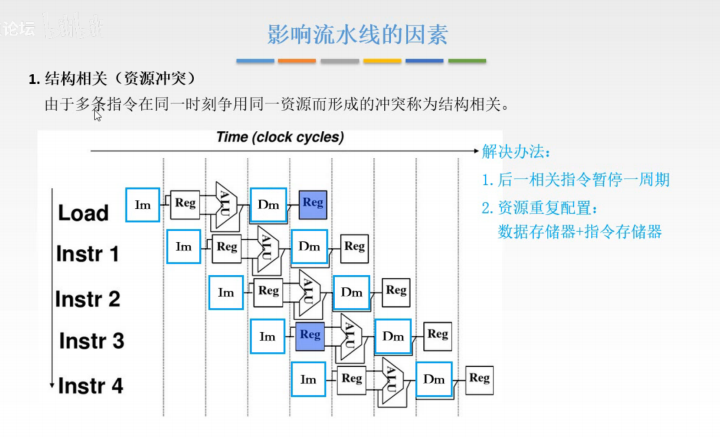 论坛
影响流水线的因素
1. 结构相关（资源冲突）
由于多条指令在同一时刻争用同一资源而形成的冲突称为结构相关。
Time (clock cycles)
解决办法：
1.后一相关指令暂停一周期
2.资源重复配置：
数据存储器+指令存储器
Load Im Reg ALU Dm Reg
Instr 1 Im Reg ALU Dm Reg
Instr 2 Im Reg ALU Dm Reg
Instr 3 Im Reg ALU Dm Reg
Instr 4 Im Reg ALU Dm Reg